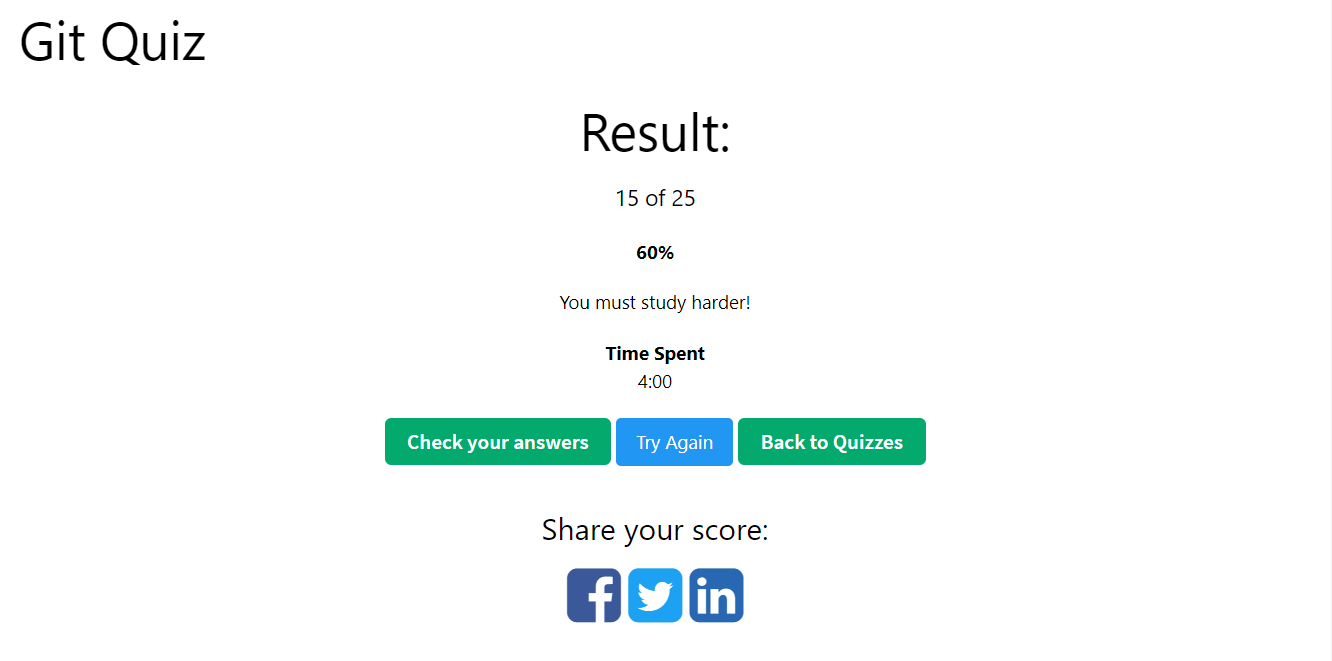 Git Quiz
Result:
15 of 25
60%
You must study harder!
Time Spent
4:00
Check your answers Try Again Back to Quizzes
Share your score:
f in